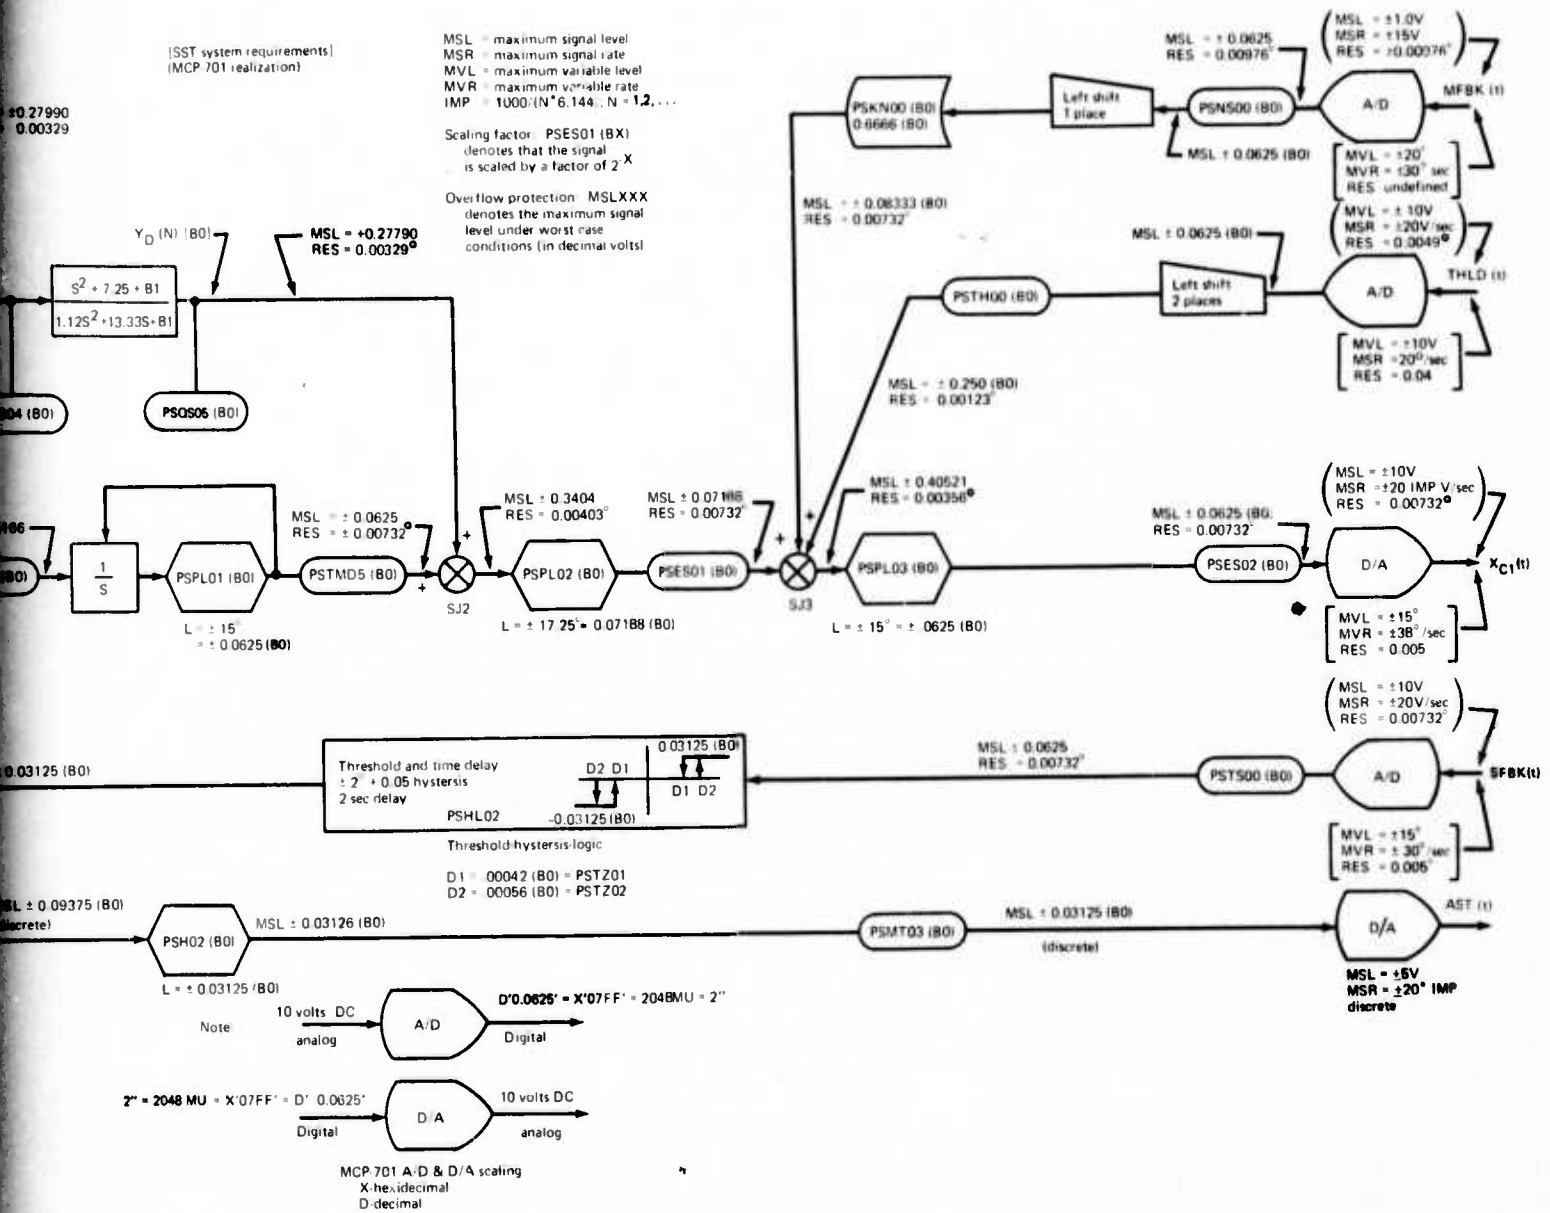 [SST system requirements]
(MCP 701 realization)
MSL = maximum signal level
MSR = maximum signal rate
MVL = maximum variable level
MVR = maximum variable rate
IMP = 1000/(N*6.144, N = 1,2, ...
Scaling factor PSES01 (BX)
denotes that the signal
is scaled by a factor of 2 X
Overflow protection MSLXXX
denotes the maximum signal
level under worst case
conditions (in decimal volts)
±0.27990
0.00329
Y D (N) (B0)
MSL = +0.27790
RES = 0.00329°
S² + 7.25 + B1
1.12S² +13.33S+B1
04 (B0)
PSQS05 (B0)
MSL = ±1.0V
MSR = ±15V
RES = ±0.00976°
MSL = ± 0.0625
RES = 0.00976°
MFBK (t)
A/D
PSNS00 (B0)
Left shift
1 place
PSKN00 (B0)
0.6666 (B0)
MSL ± 0.0625 (B0)
MVL = ±20°
MVR = ±30° sec
RES undefined
MSL = ± 0.08333 (B0)
RES = 0.00732°
MVL = ± 10V
MSR = ±20V/sec
RES = 0.0049°
MSL ± 0.0625 (B0)
THLD (t)
A/D
Left shift
2 places
PSTH00 (B0)
MVL = ±10V
MSR = 20°/sec
RES = 0.04
MSL = ± 0.250 (B0)
RES = 0.00123°
(B0)
1
S
PSPL01 (B0)
L = ± 15°
= ± 0.0625 (B0)
MSL = ± 0.0625
RES = ± 0.00732°
PSTMD5 (B0)
+
+
SJ2
MSL ± 0.3404
RES = 0.00403°
PSPL02 (B0)
L = ± 17.25° = 0.07188 (B0)
MSL ± 0.07188
RES = 0.00732°
PSES01 (B0)
+
+
SJ3
MSL ± 0.40521
RES = 0.00356°
PSPL03 (B0)
L = ± 15° = ± .0625 (B0)
MSL ± 0.0625 (B0)
RES = 0.00732°
PSES02 (B0)
D/A
X C1 (t)
MSL = ±10V
MSR = ±20 IMP V/sec
RES = 0.00732°
MVL = ±15°
MVR = ±38°/sec
RES = 0.005
MSL = ±10V
MSR = ±20V/sec
RES = 0.00732°
0.03125 (B0)
Threshold and time delay
± 2° + 0.05 hystersis
2 sec delay
PSHL02
D2 D1
0.03125 (B0)
D1 D2
-0.03125 (B0)
Threshold hystersis-logic
D1 = .00042 (B0) = PSTZ01
D2 = .00056 (B0) = PSTZ02
MSL ± 0.0625
RES = 0.00732°
PSTS00 (B0)
A/D
SFBK(t)
MVL = ±15°
MVR = ± 30°/sec
RES = 0.005°
MSL ± 0.09375 (B0)
PSH02 (B0)
L = ± 0.03125 (B0)
MSL ± 0.03126 (B0)
PSMT03 (B0)
MSL ± 0.03125 (B0)
(discrete)
D/A
AST (t)
MSL = ±5V
MSR = ±20° IMP
discrete
Note
10 volts DC
analog
A/D
D'0.0625' = X'07FF' = 2048MU = 2"
Digital
2" = 2048 MU = X'07FF' = D' 0.0625'
Digital
D/A
10 volts DC
analog
MCP-701 A-D & D/A scaling
X-hexidecimal
D-decimal